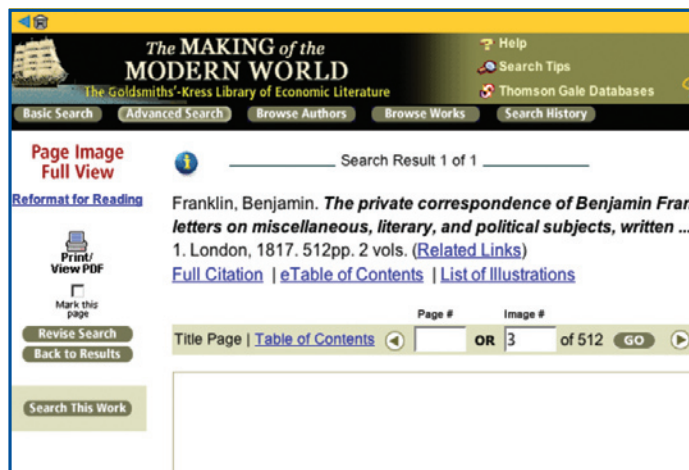 The MAKING of the
MODERN WORLD
The Goldsmiths'-Kress Library of Economic Literature
Help
Search Tips
Thomson Gale Databases
Basic Search
Advanced Search
Browse Authors
Browse Works
Search History
Page Image
Full View
Reformat for Reading
Print/
View PDF
Mark this
page
Revise Search
Back to Results
Search This Work
Search Result 1 of 1
Franklin, Benjamin. The private correspondence of Benjamin Fran
letters on miscellaneous, literary, and political subjects, written ...
1. London, 1817. 512pp. 2 vols. (Related Links)
Full Citation | eTable of Contents | List of Illustrations
Page # Image #
Title Page | Table of Contents OR 3 of 512 GO